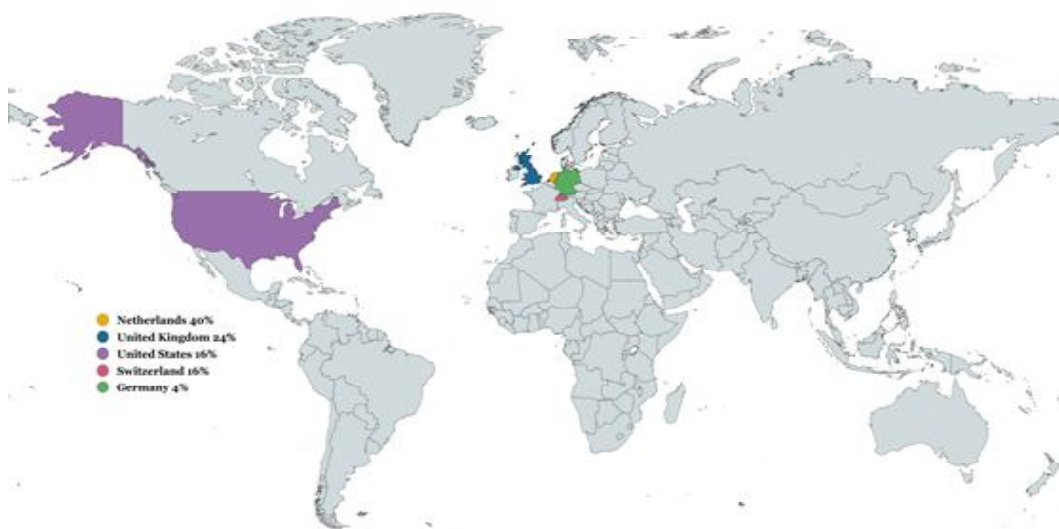 Netherlands 40%
United Kingdom 24%
United States 16%
Switzerland 16%
Germany 4%